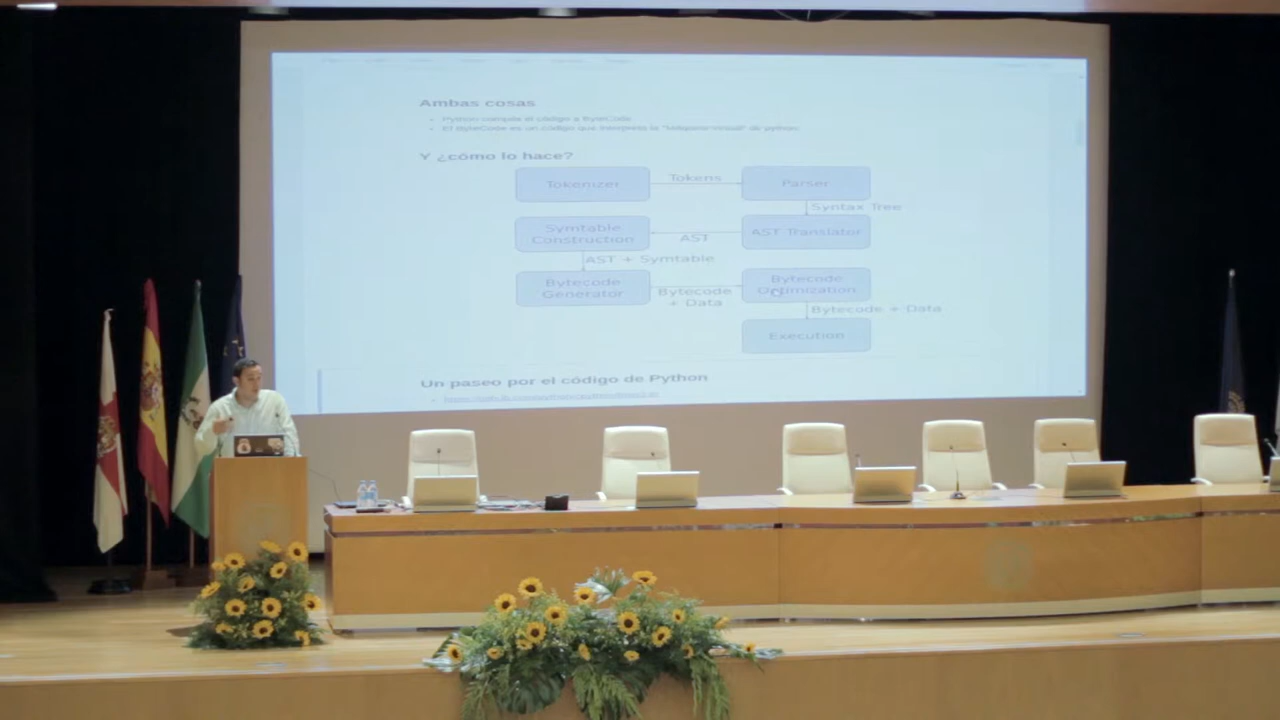 Ambas cosas
Python compila el código a ByteCode
El ByteCode es un código que interpreta la "Máquina virtual" de python
Y ¿cómo lo hace?
Tokenizer
Tokens
Parser
Syntax Tree
Symtable
Construction
AST
AST Translator
AST + Symtable
Bytecode
Generator
Bytecode
+ Data
Bytecode
Optimization
Bytecode + Data
Execution
Un paseo por el código de Python